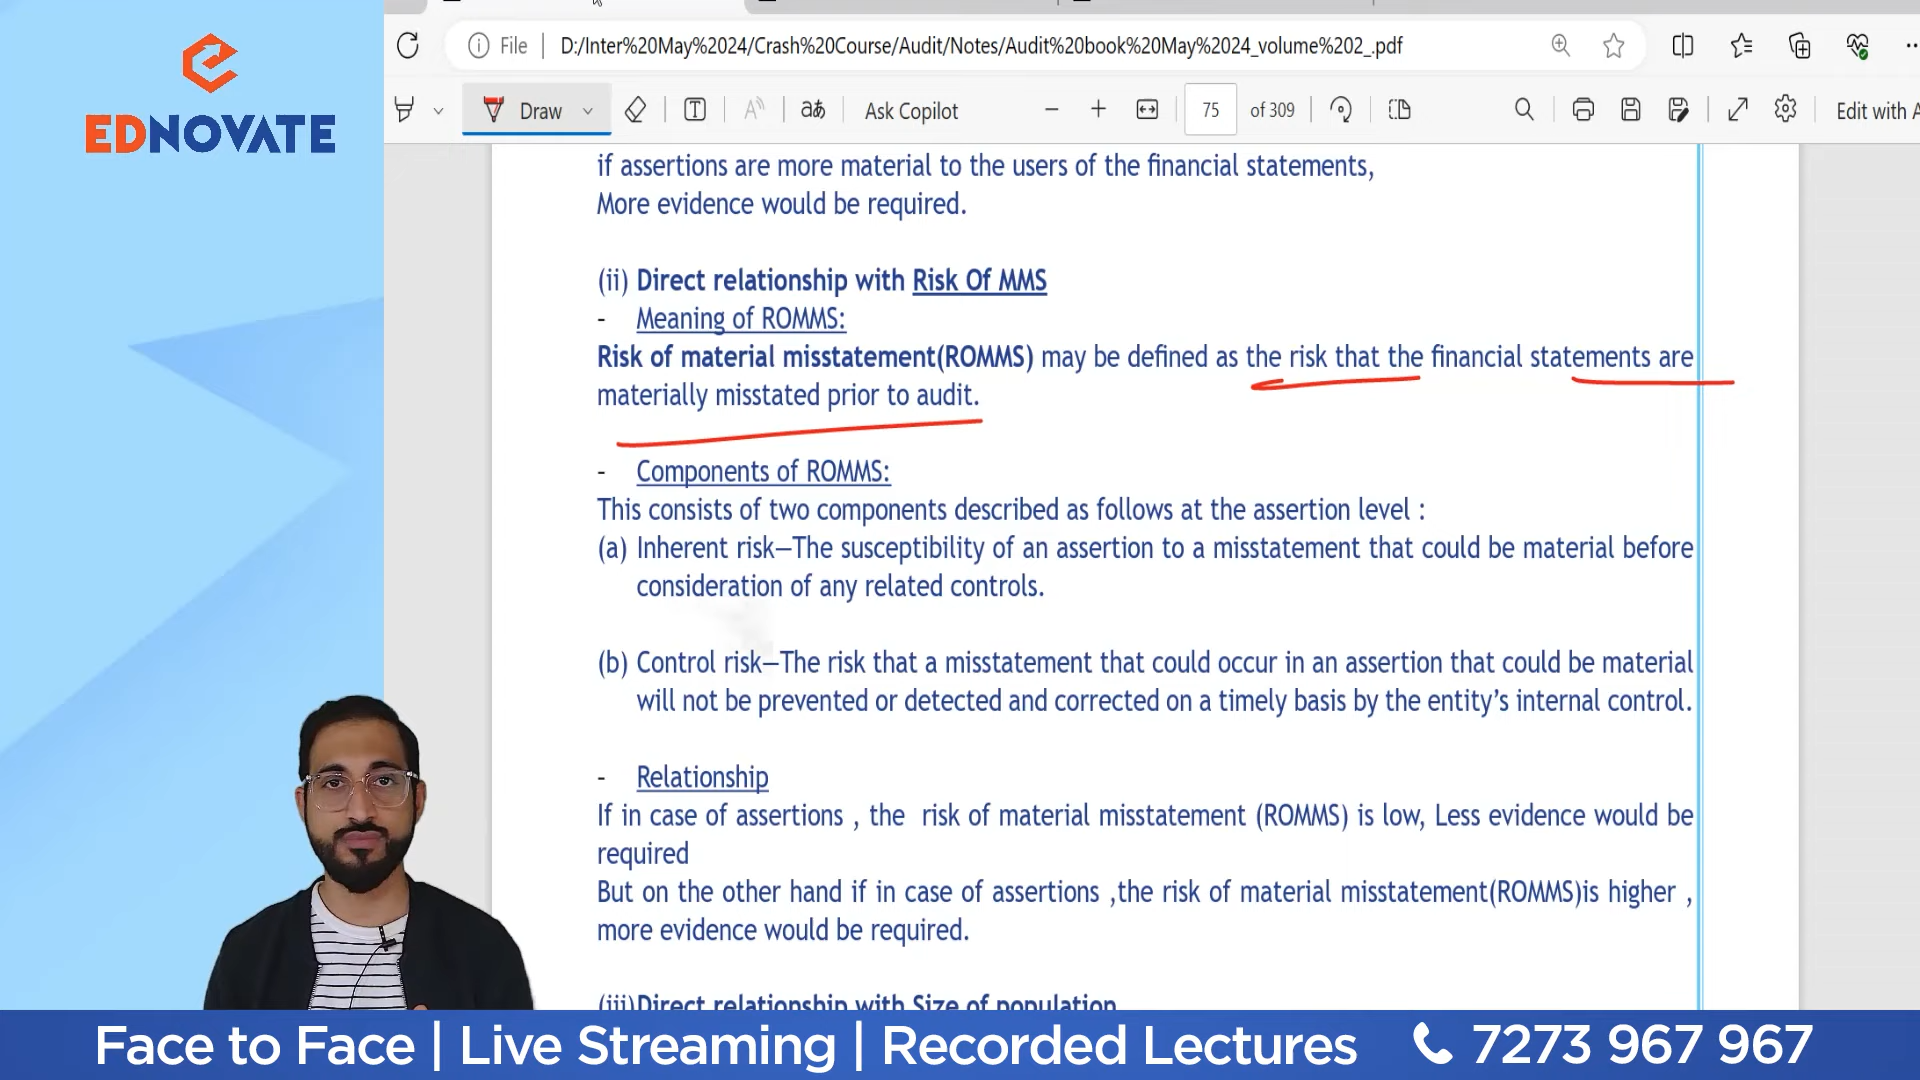 EDNOVATE
File
D:/Inter%20May%2024/Crash%20Course/Audit/Notes/Audit%20book%20May%2024_volume%202_.pdf
Draw
Ask Copilot
75 of 309
Edit with A
if assertions are more material to the users of the financial statements,
More evidence would be required.
(ii) Direct relationship with Risk Of MMS
- Meaning of ROMMS:
Risk of material misstatement(ROMMS) may be defined as the risk that the financial statements are
materially misstated prior to audit.
- Components of ROMMS:
This consists of two components described as follows at the assertion level :
(a) Inherent risk—The susceptibility of an assertion to a misstatement that could be material before
consideration of any related controls.
(b) Control risk—The risk that a misstatement that could occur in an assertion that could be material
will not be prevented or detected and corrected on a timely basis by the entity’s internal control.
- Relationship
If in case of assertions , the risk of material misstatement (ROMMS) is low, Less evidence would be
required
But on the other hand if in case of assertions ,the risk of material misstatement(ROMMS)is higher ,
more evidence would be required.
(iii)Direct relationship with Size of population
Face to Face | Live Streaming | Recorded Lectures 7273 967 967